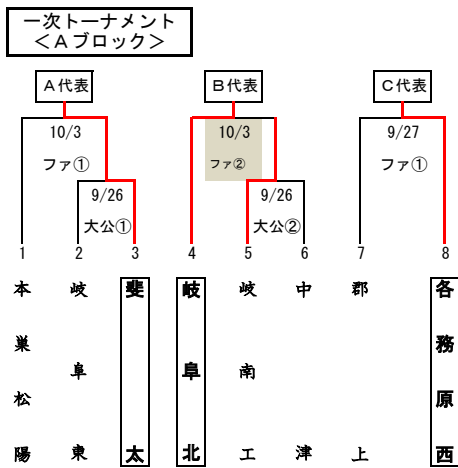 一次トーナメント
＜Ａブロック＞
Ａ代表
Ｂ代表
Ｃ代表
10/3
ファ①
10/3
ファ②
9/27
ファ①
9/26
大公①
9/26
大公②
1
2
3
4
5
6
7
8
本巣松陽
岐阜東
斐太
岐阜北
岐南工
中津
郡上
各務原西